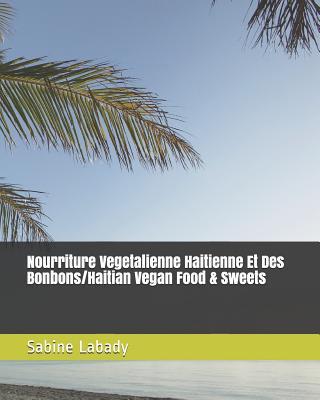 Nourriture Vegetalienne Haitienne Et Des
Bonbons/Haitian Vegan Food & Sweets
Sabine Labady